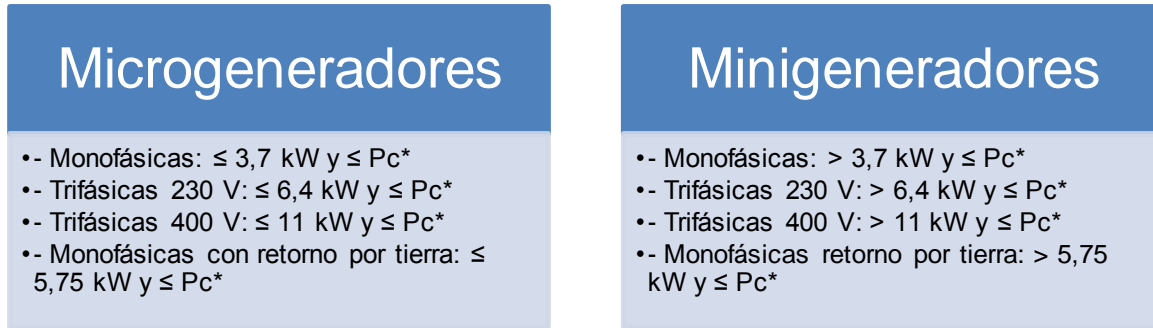 Microgeneradores
•- Monofásicas: ≤ 3,7 kW y ≤ Pc*
•- Trifásicas 230 V: ≤ 6,4 kW y ≤ Pc*
•- Trifásicas 400 V: ≤ 11 kW y ≤ Pc*
•- Monofásicas con retorno por tierra: ≤
5,75 kW y ≤ Pc*
Minigeneradores
•- Monofásicas: > 3,7 kW y ≤ Pc*
•- Trifásicas 230 V: > 6,4 kW y ≤ Pc*
•- Trifásicas 400 V: > 11 kW y ≤ Pc*
•- Monofásicas retorno por tierra: > 5,75
kW y ≤ Pc*